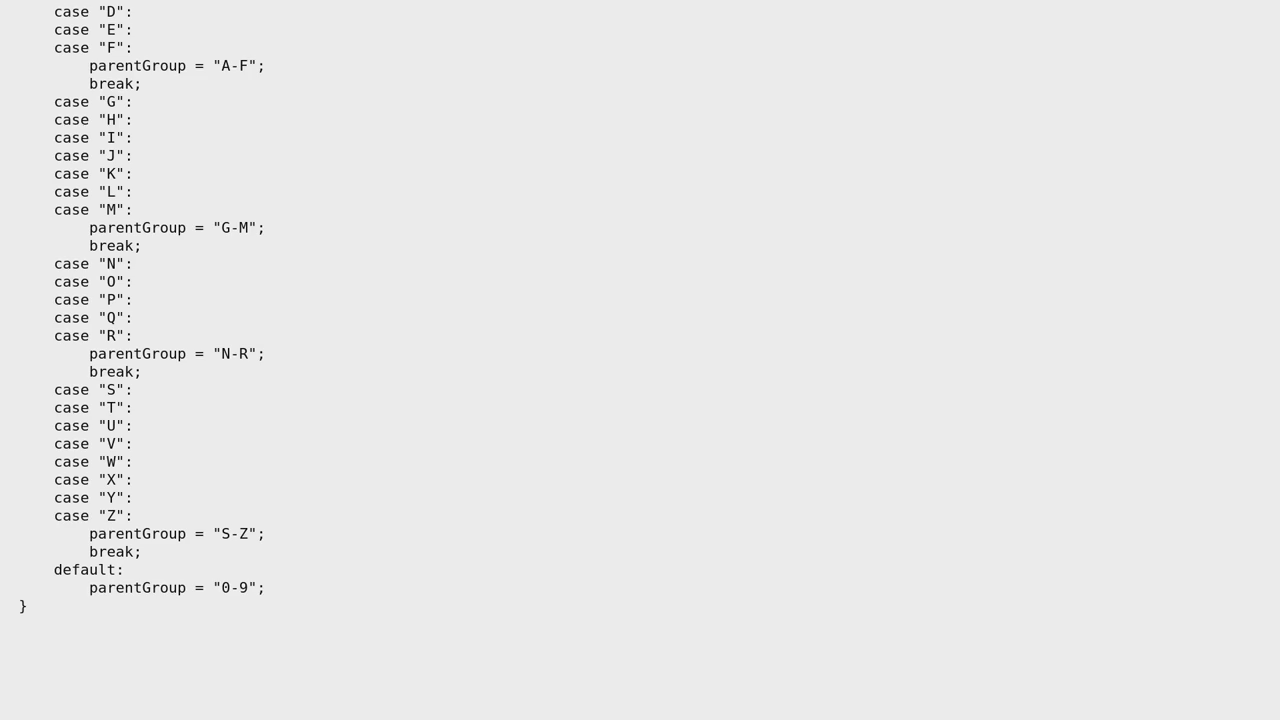 case "D":
    case "E":
    case "F":
        parentGroup = "A-F";
        break;
    case "G":
    case "H":
    case "I":
    case "J":
    case "K":
    case "L":
    case "M":
        parentGroup = "G-M";
        break;
    case "N":
    case "O":
    case "P":
    case "Q":
    case "R":
        parentGroup = "N-R";
        break;
    case "S":
    case "T":
    case "U":
    case "V":
    case "W":
    case "X":
    case "Y":
    case "Z":
        parentGroup = "S-Z";
        break;
    default:
        parentGroup = "0-9";
}